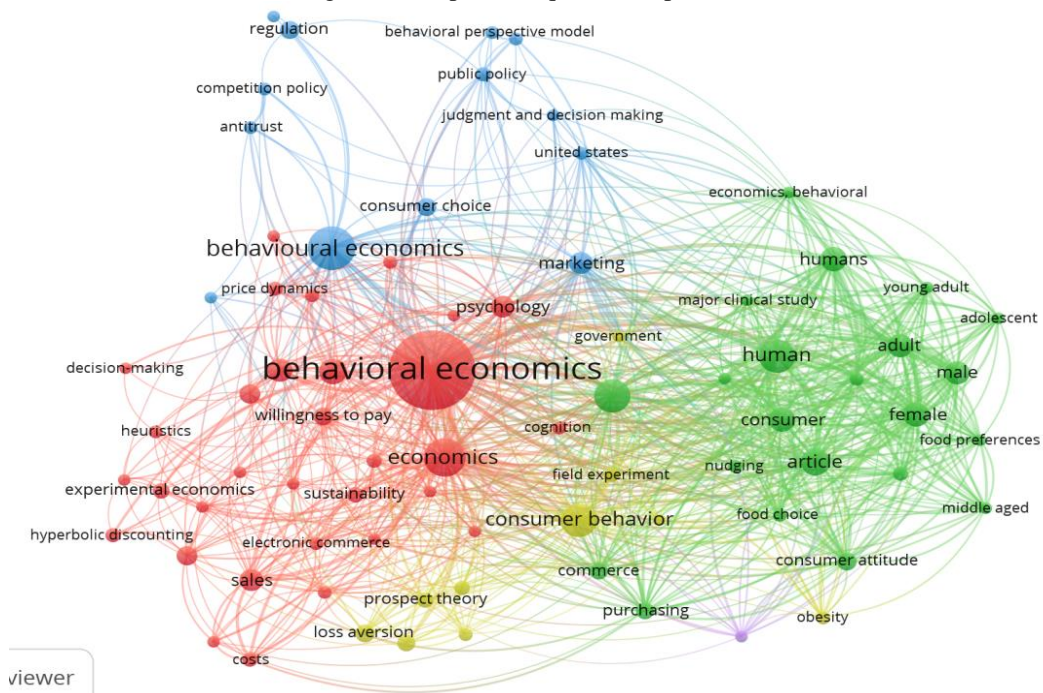 regulation
behavioral perspective model
public policy
competition policy
judgment and decision making
antitrust
united states
economics, behavioral
consumer choice
behavioural economics
marketing
humans
price dynamics
psychology
major clinical study
young adult
adolescent
government
human
adult
male
decision-making
behavioral economics
willingness to pay
cognition
consumer
female
heuristics
food preferences
economics
field experiment
nudging
article
experimental economics
sustainability
consumer behavior
food choice
middle aged
hyperbolic discounting
electronic commerce
commerce
consumer attitude
sales
prospect theory
purchasing
obesity
loss aversion
costs
viewer